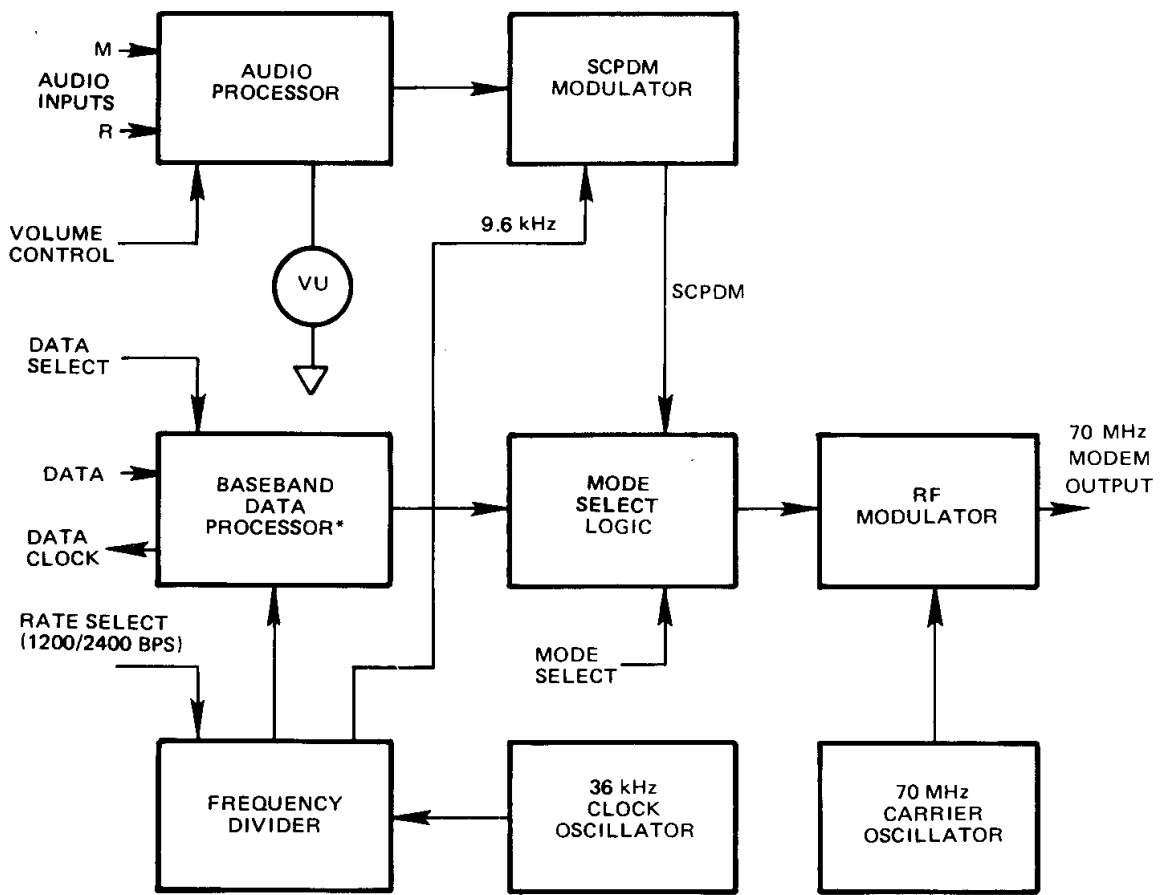 M
AUDIO
INPUTS
R
AUDIO
PROCESSOR
SCPDM
MODULATOR
VOLUME
CONTROL
9.6 kHz
VU
SCPDM
DATA
SELECT
DATA
DATA
CLOCK
BASEBAND
DATA
PROCESSOR*
MODE
SELECT
LOGIC
RF
MODULATOR
70 MHz
MODEM
OUTPUT
RATE SELECT
(1200/2400 BPS)
MODE
SELECT
FREQUENCY
DIVIDER
36 kHz
CLOCK
OSCILLATOR
70 MHz
CARRIER
OSCILLATOR